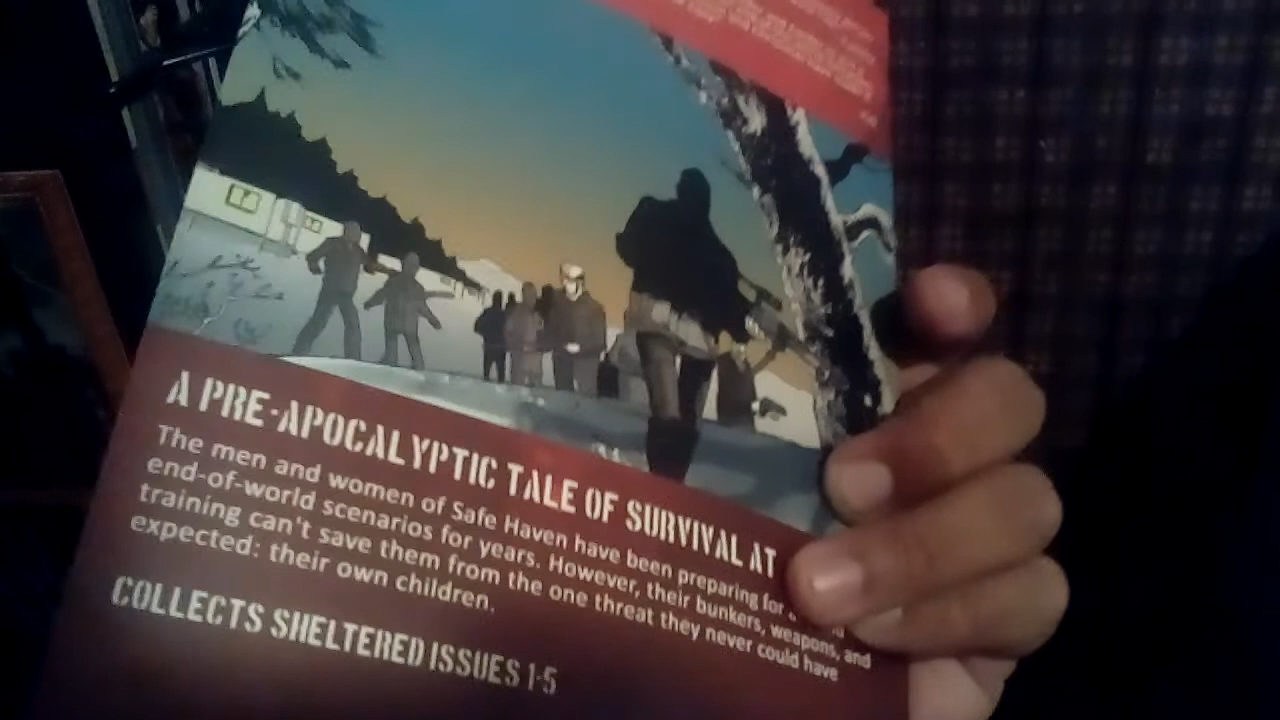 A PRE-APOCALYPTIC TALE OF SURVIVAL AT
The men and women of Safe Haven have been preparing for
end-of-world scenarios for years. However, their bunkers, weapons, and
training can't save them from the one threat they never could have
expected: their own children.
COLLECTS SHELTERED ISSUES 1-5